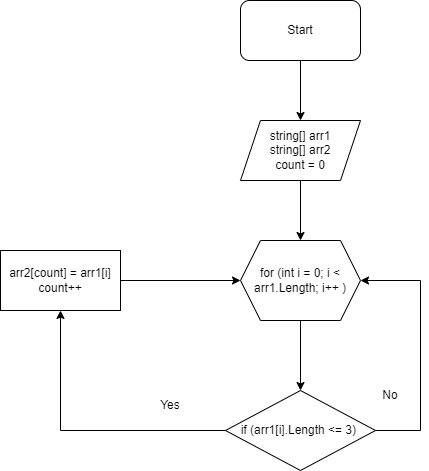 Start
string[] arr1
string[] arr2
count = 0
arr2[count] = arr1[i]
count++
for (int i = 0; i <
arr1.Length; i++ )
Yes
No
if (arr1[i].Length <= 3)